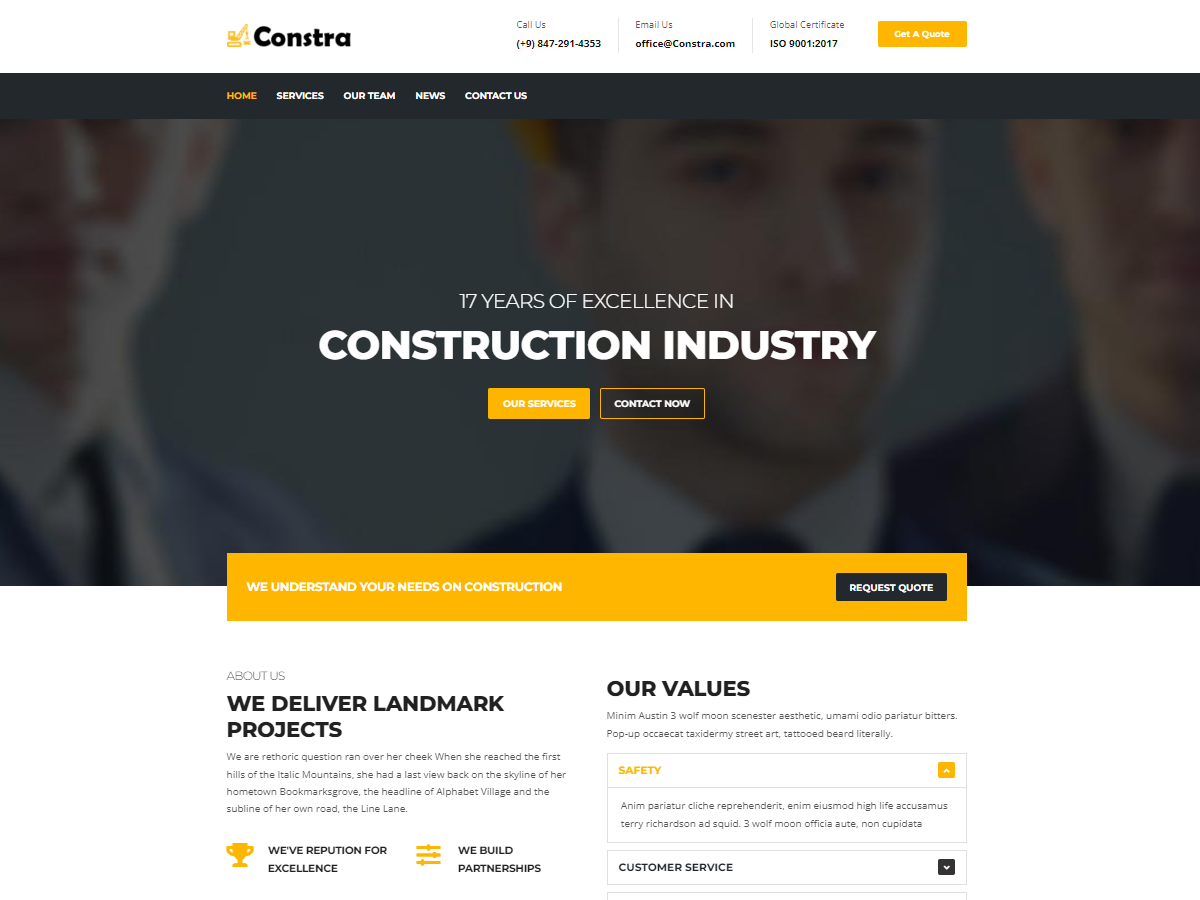 Constra
Call Us
(+9) 847-291-4353
Email Us
office@Constra.com
Global Certificate
ISO 9001:2017
Get A Quote
HOME
SERVICES
OUR TEAM
NEWS
CONTACT US
17 YEARS OF EXCELLENCE IN
CONSTRUCTION INDUSTRY
OUR SERVICES
CONTACT NOW
WE UNDERSTAND YOUR NEEDS ON CONSTRUCTION
REQUEST QUOTE
ABOUT US
WE DELIVER LANDMARK
PROJECTS
We are rethoric question ran over her cheek When she reached the first
hills of the Italic Mountains, she had a last view back on the skyline of her
hometown Bookmarksgrove, the headline of Alphabet Village and the
subline of her own road, the Line Lane.
WE'VE REPUTION FOR
EXCELLENCE
WE BUILD
PARTNERSHIPS
OUR VALUES
Minim Austin 3 wolf moon scenester aesthetic, umami odio pariatur bitters.
Pop-up occaecat taxidermy street art, tattooed beard literally.
SAFETY
Anim pariatur cliche reprehenderit, enim eiusmod high life accusamus
terry richardson ad squid. 3 wolf moon officia aute, non cupidata
CUSTOMER SERVICE